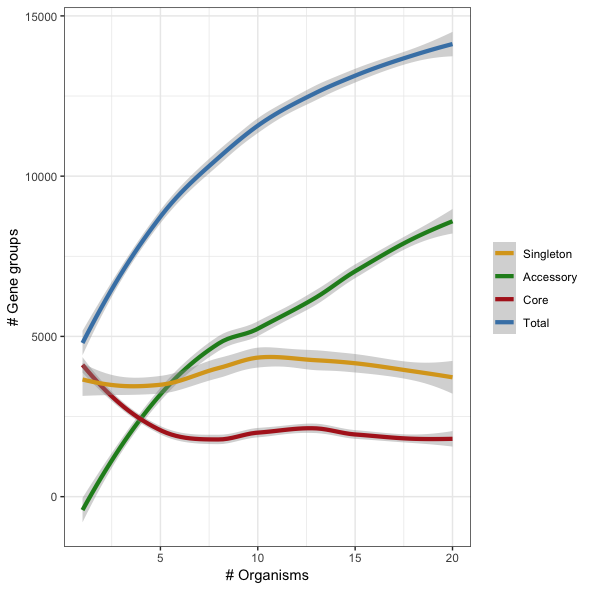 15000
10000
5000
0
# Gene groups
5
10
15
20
# Organisms
Singleton
Accessory
Core
Total